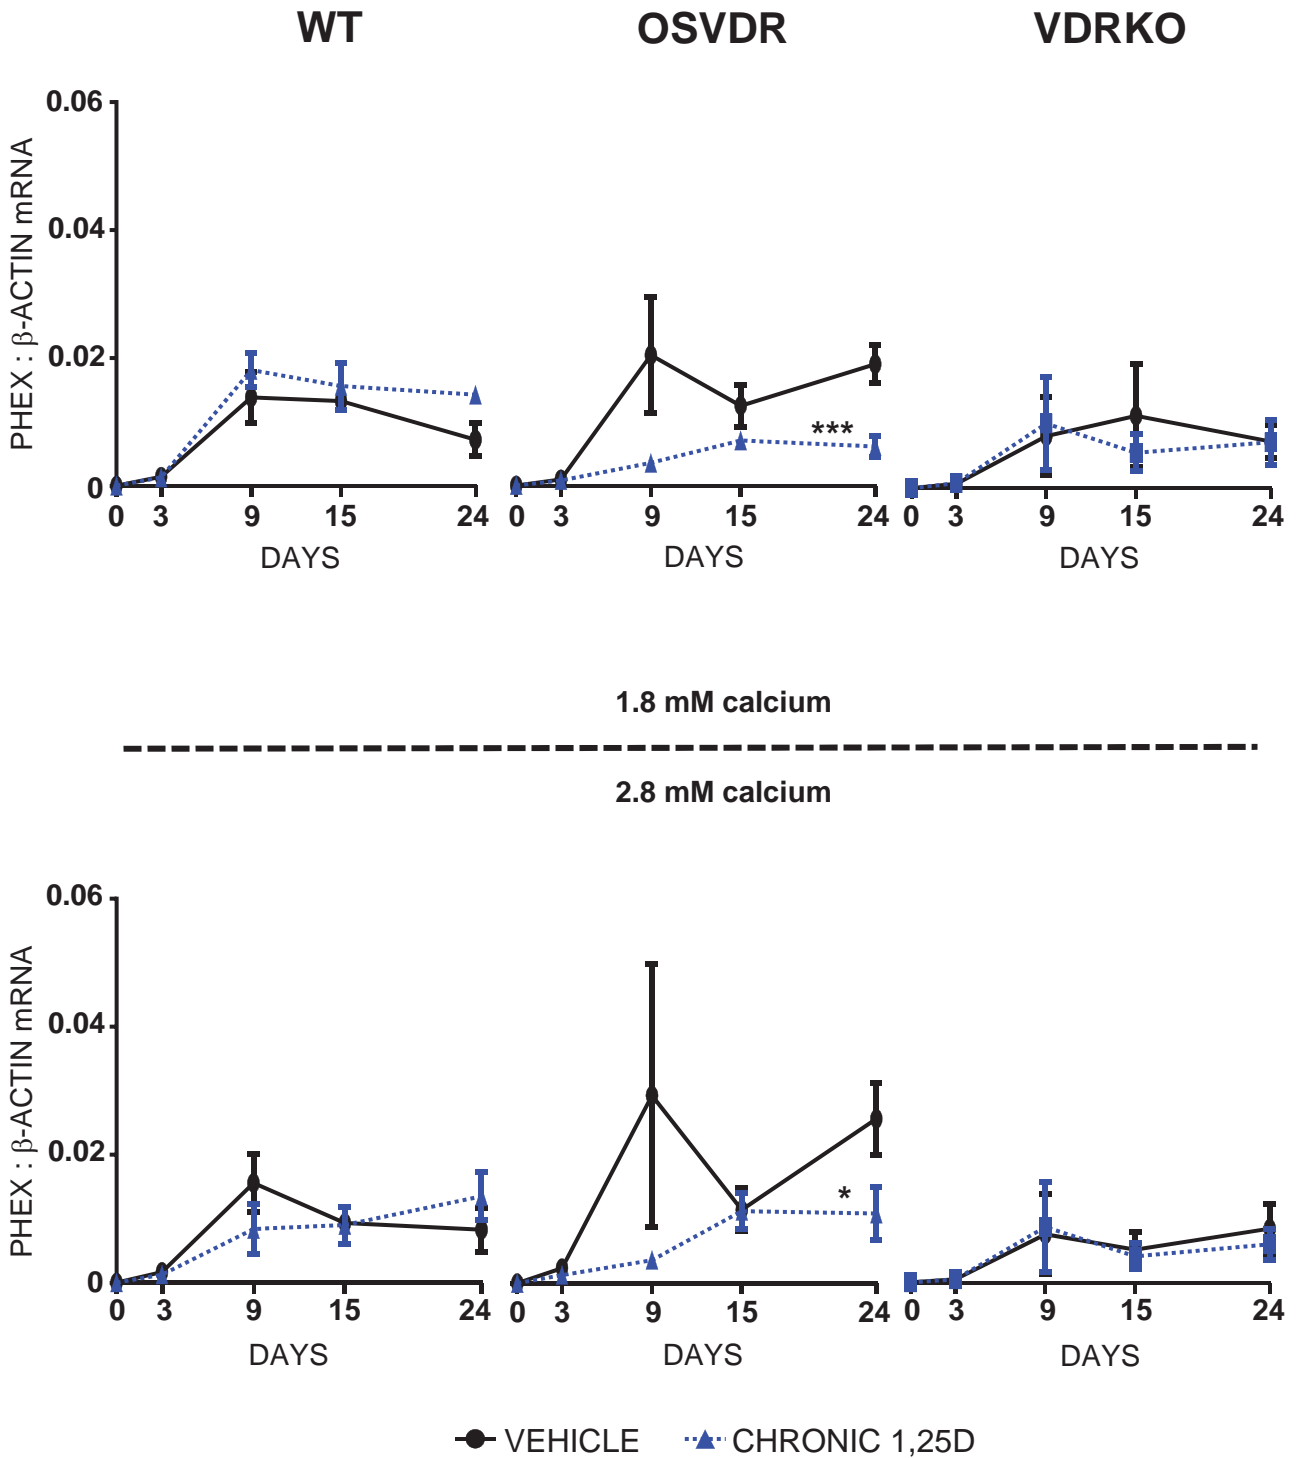 WT OSVDR VDRKO
PHEX : β-ACTIN mRNA
0.06
0.04
0.02
0
***
0 3 9 15 24 0 3 9 15 24 0 3 9 15 24
DAYS DAYS DAYS
1.8 mM calcium
2.8 mM calcium
PHEX : β-ACTIN mRNA
0.06
0.04
0.02
0
*
0 3 9 15 24 0 3 9 15 24 0 3 9 15 24
DAYS DAYS DAYS
VEHICLE CHRONIC 1,25D